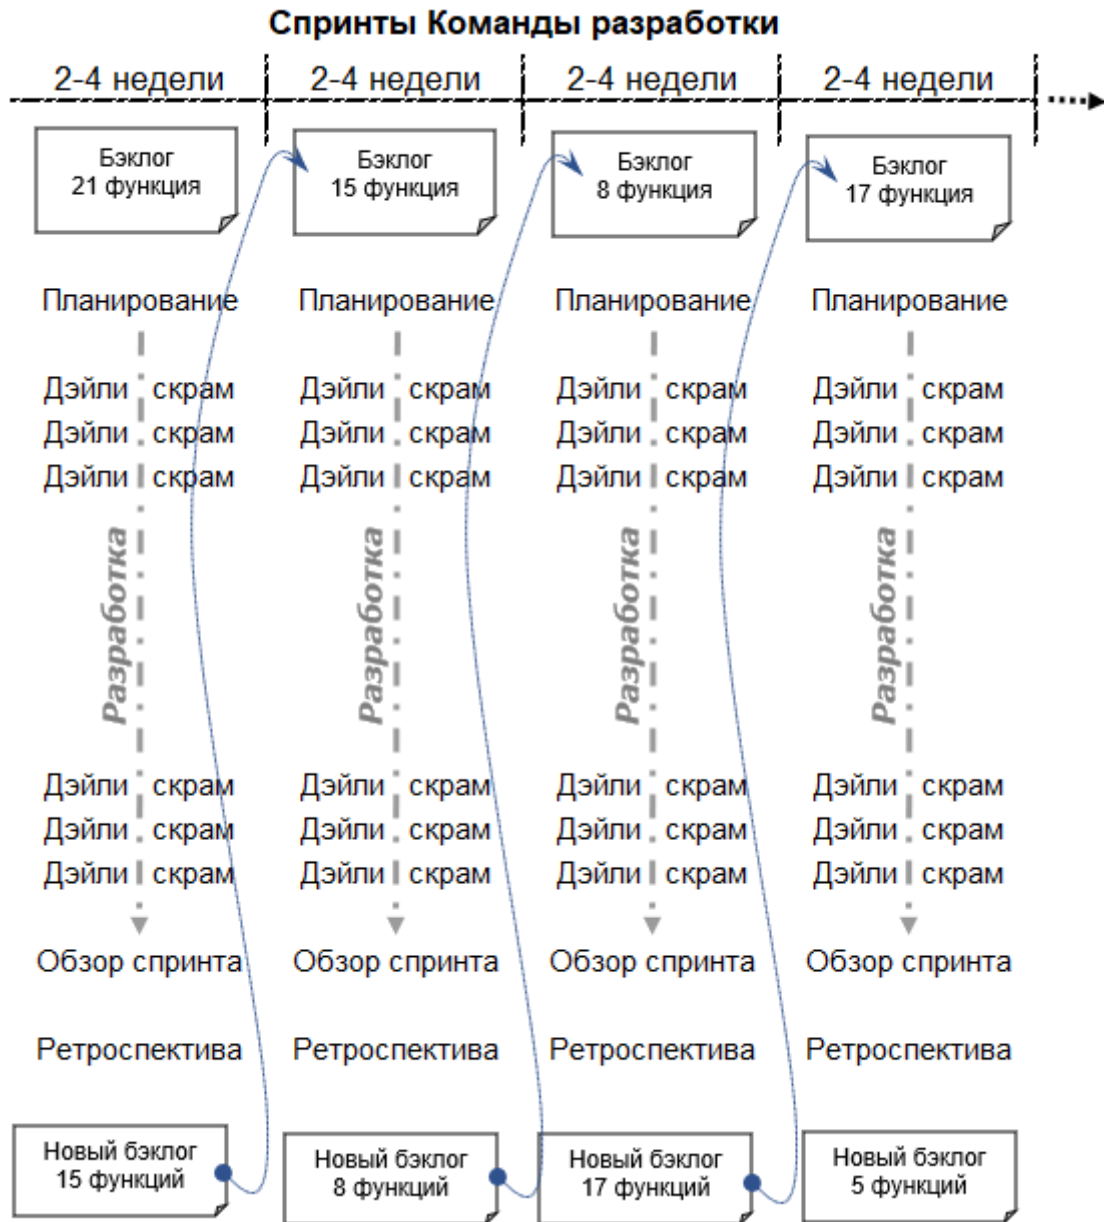 Спринты Команды разработки
2-4 недели
2-4 недели
2-4 недели
2-4 недели
Бэклог
21 функция
Бэклог
15 функция
Бэклог
8 функция
Бэклог
17 функция
Планирование
Планирование
Планирование
Планирование
Дэйли скрам
Дэйли скрам
Дэйли скрам
Дэйли скрам
Дэйли скрам
Дэйли скрам
Дэйли скрам
Дэйли скрам
Дэйли скрам
Дэйли скрам
Дэйли скрам
Дэйли скрам
Разработка
Разработка
Разработка
Разработка
Дэйли скрам
Дэйли скрам
Дэйли скрам
Дэйли скрам
Дэйли скрам
Дэйли скрам
Дэйли скрам
Дэйли скрам
Дэйли скрам
Дэйли скрам
Дэйли скрам
Дэйли скрам
Обзор спринта
Обзор спринта
Обзор спринта
Обзор спринта
Ретроспектива
Ретроспектива
Ретроспектива
Ретроспектива
Новый бэклог
15 функций
Новый бэклог
8 функций
Новый бэклог
17 функций
Новый бэклог
5 функций